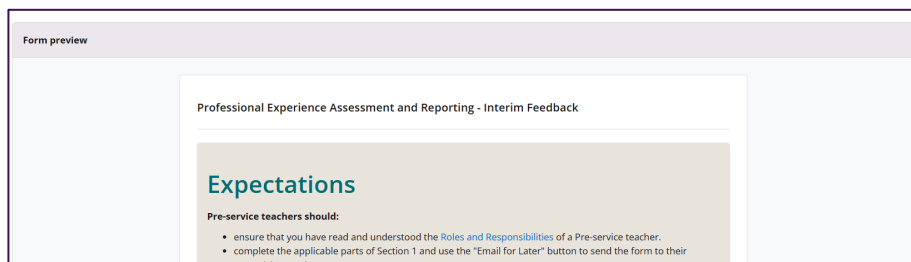 Form preview
Professional Experience Assessment and Reporting - Interim Feedback
Expectations
Pre-service teachers should:
• ensure that you have read and understood the Roles and Responsibilities of a Pre-service teacher.
• complete the applicable parts of Section 1 and use the "Email for Later" button to send the form to their